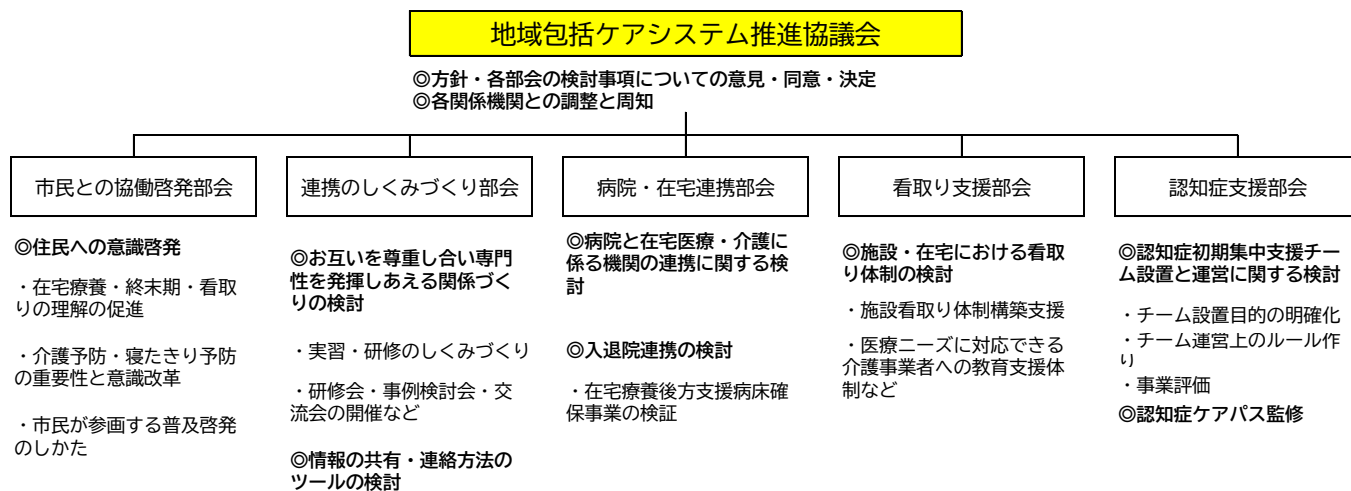 地域包括ケアシステム推進協議会
◎方針・各部会の検討事項についての意見・同意・決定
◎各関係機関との調整と周知
市民との協働啓発部会
◎住民への意識啓発
・在宅療養・終末期・看取
りの理解の促進
・介護予防・寝たきり予防
の重要性と意識改革
・市民が参画する普及啓発
のしかた
連携のしくみづくり部会
◎お互いを尊重し合い専門
性を発揮しあえる関係づく
りの検討
・実習・研修のしくみづくり
・研修会・事例検討会・交
流会の開催など
◎情報の共有・連絡方法の
ツールの検討
病院・在宅連携部会
◎病院と在宅医療・介護に
係る機関の連携に関する検
討
◎入退院連携の検討
・在宅療養後方支援病床確
保事業の検証
看取り支援部会
◎施設・在宅における看取
り体制の検討
・施設看取り体制構築支援
・医療ニーズに対応できる
介護事業者への教育支援体
制など
認知症支援部会
◎認知症初期集中支援チー
ム設置と運営に関する検討
・チーム設置目的の明確化
・チーム運営上のルール作
り
・事業評価
◎認知症ケアパス監修